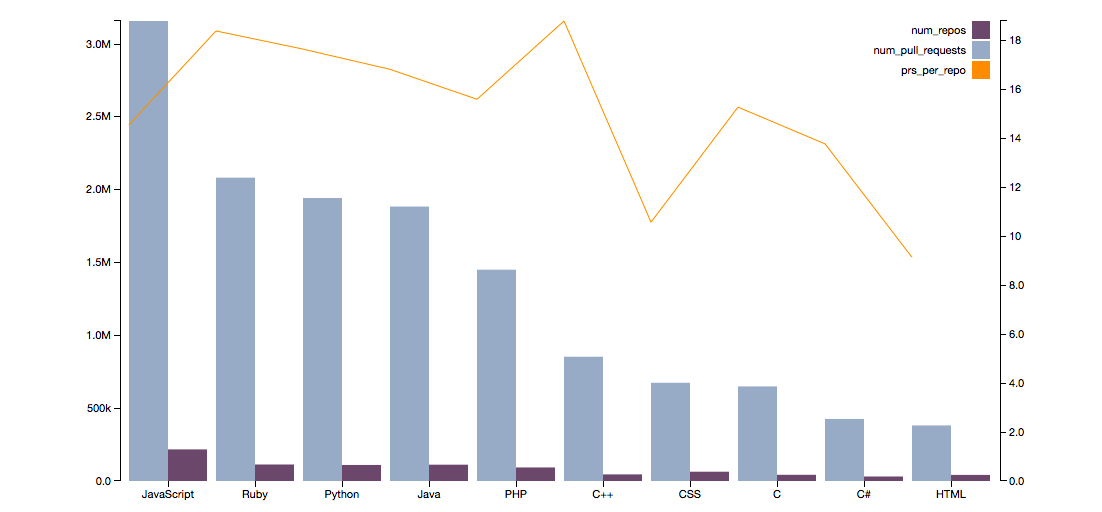 num_repos
num_pull_requests
prs_per_repo
3.0M
2.5M
2.0M
1.5M
1.0M
500k
0.0
18
16
14
12
10
8.0
6.0
4.0
2.0
0.0
JavaScript Ruby Python Java PHP C++ CSS C C# HTML